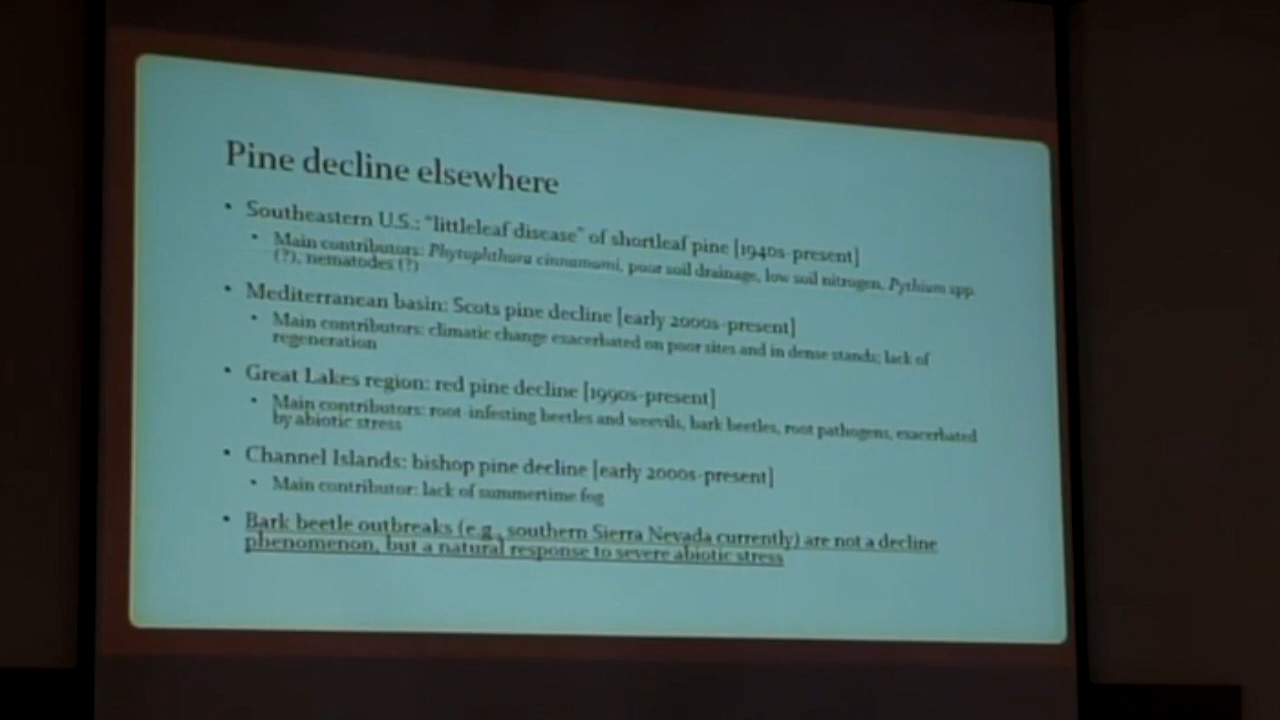 Pine decline elsewhere
• Southeastern U.S.: "littleleaf disease" of shortleaf pine [1940s-present]
• Main contributors: Phytophthora cinnamomi, poor soil drainage, low soil nitrogen, Pythium spp.
(?), nematodes (?)
• Mediterranean basin: Scots pine decline [early 2000s-present]
• Main contributors: climatic change exacerbated on poor sites and in dense stands; lack of
regeneration
• Great Lakes region: red pine decline [1990s-present]
• Main contributors: root-infesting beetles and weevils, bark beetles, root pathogens, exacerbated
by abiotic stress
• Channel Islands: bishop pine decline [early 2000s-present]
• Main contributor: lack of summertime fog
• Bark beetle outbreaks (e.g., southern Sierra Nevada currently) are not a decline
phenomenon, but a natural response to severe abiotic stress